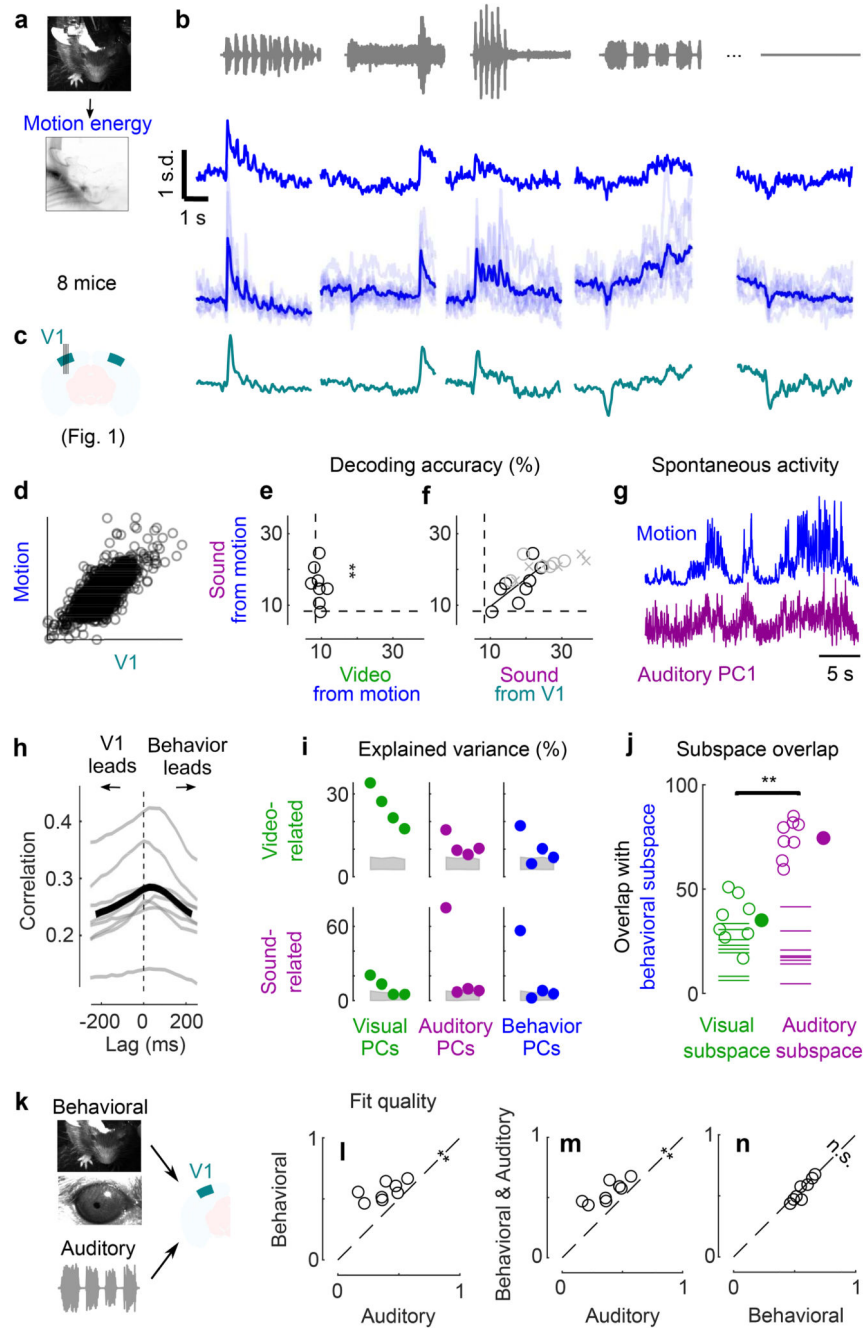 a
b
Motion energy
1 s.d.
1 s
8 mice
...
c
V1
(Fig. 1)
Decoding accuracy (%)
Spontaneous activity
d
Motion
V1
e
Sound
from motion
30
10
**
10
30
Video
from motion
f
30
10
10
30
Sound
from V1
g
Motion
Auditory PC1
5 s
h
V1
leads
Behavior
leads
Correlation
0.4
0.3
0.2
-200
0
200
Lag (ms)
i
Explained variance (%)
Video-
related
30
0
Sound-
related
60
0
Visual
PCs
Auditory
PCs
Behavior
PCs
j
Subspace overlap
**
Overlap with
behavioral subspace
100
50
0
Visual
subspace
Auditory
subspace
k
Behavioral
V1
Auditory
Fit quality
l
Behavioral
1
0
**
0
1
Auditory
m
Behavioral & Auditory
1
0
**
0
1
Auditory
n
1
0
n.s.
0
1
Behavioral